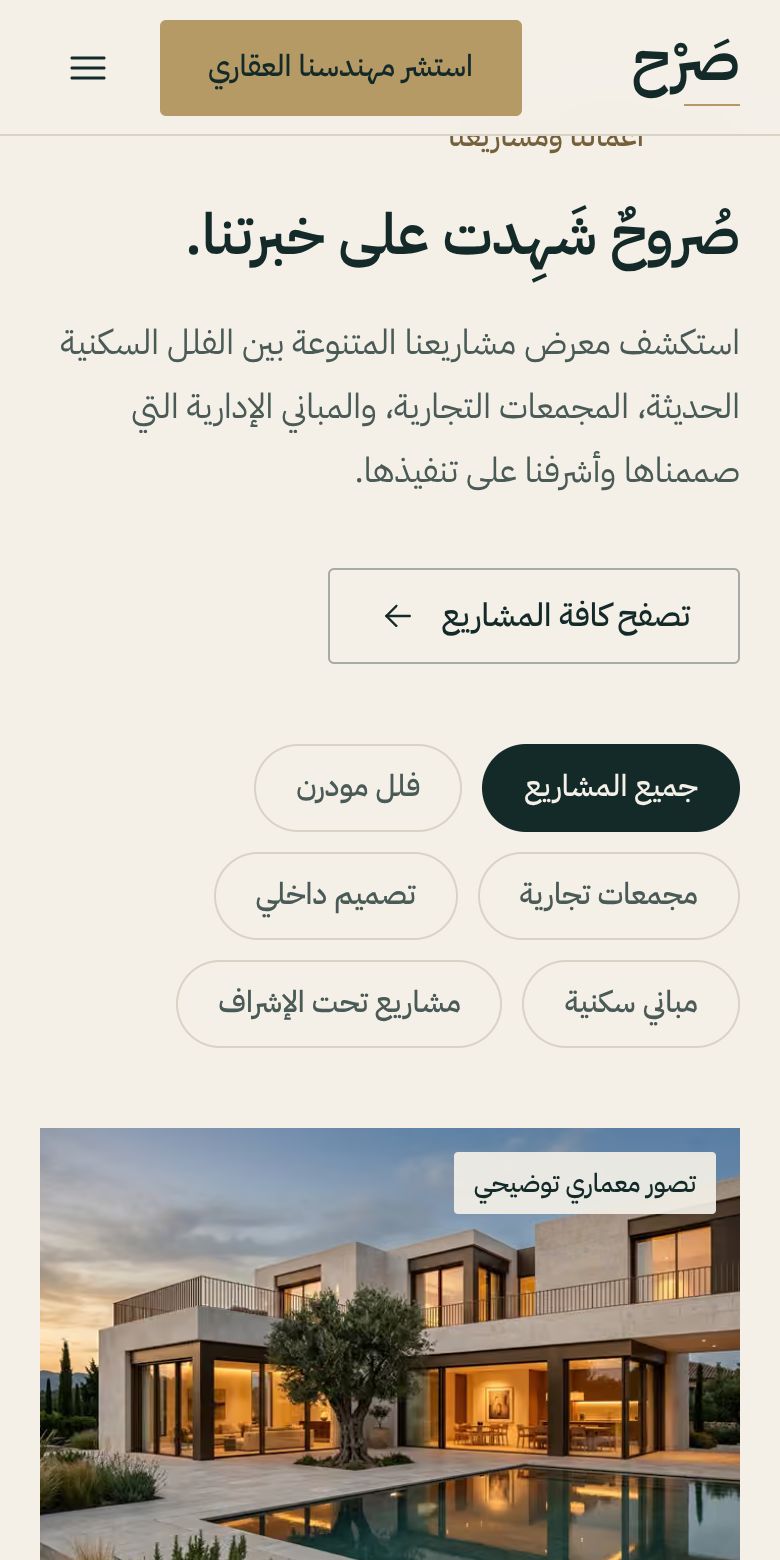 صَرْح
استشر مهندسنا العقاري
أعمالنا ومشاريعنا
صُروحٌ شَهِدت على خبرتنا.
استكشف معرض مشاريعنا المتنوعة بين الفلل السكنية
الحديثة، المجمعات التجارية، والمباني الإدارية التي
صممناها وأشرفنا على تنفيذها.
تصفح كافة المشاريع ←
جميع المشاريع
فلل مودرن
مجمعات تجارية
تصميم داخلي
مباني سكنية
مشاريع تحت الإشراف
تصور معماري توضيحي